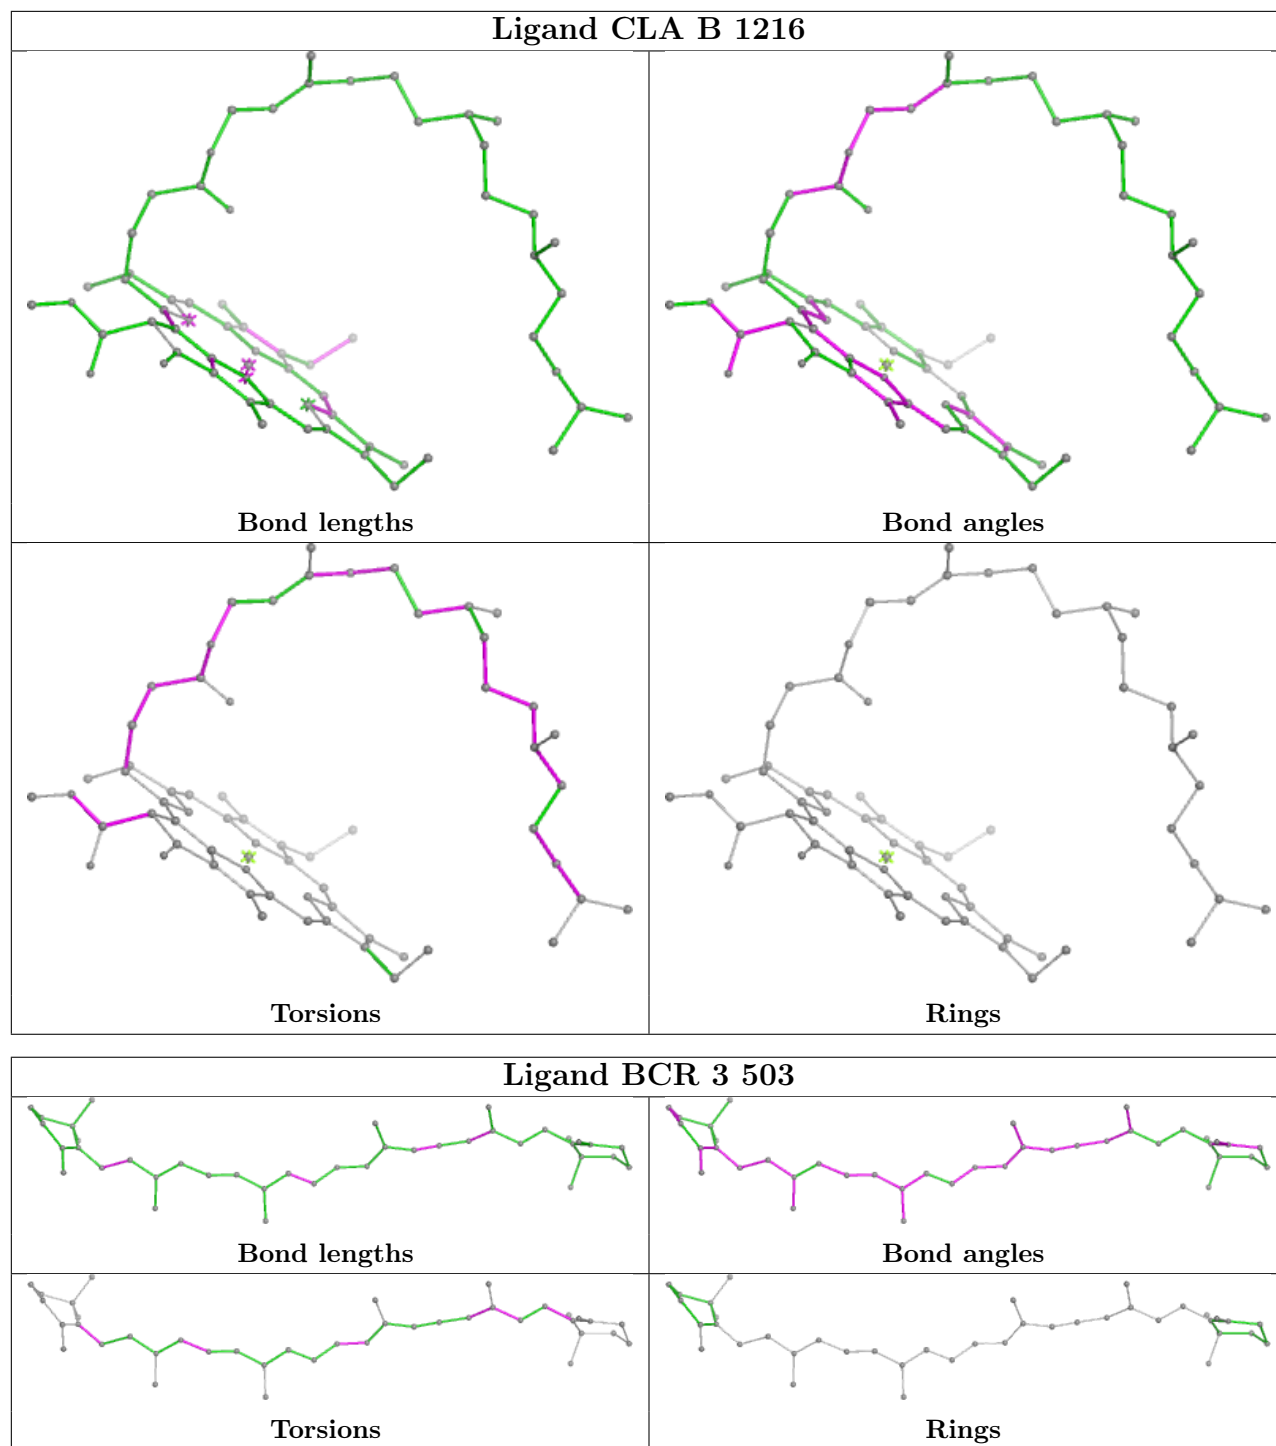 Ligand CLA B 1216
Bond lengths
Bond angles
Torsions
Rings
Ligand BCR 3 503
Bond lengths
Bond angles
Torsions
Rings